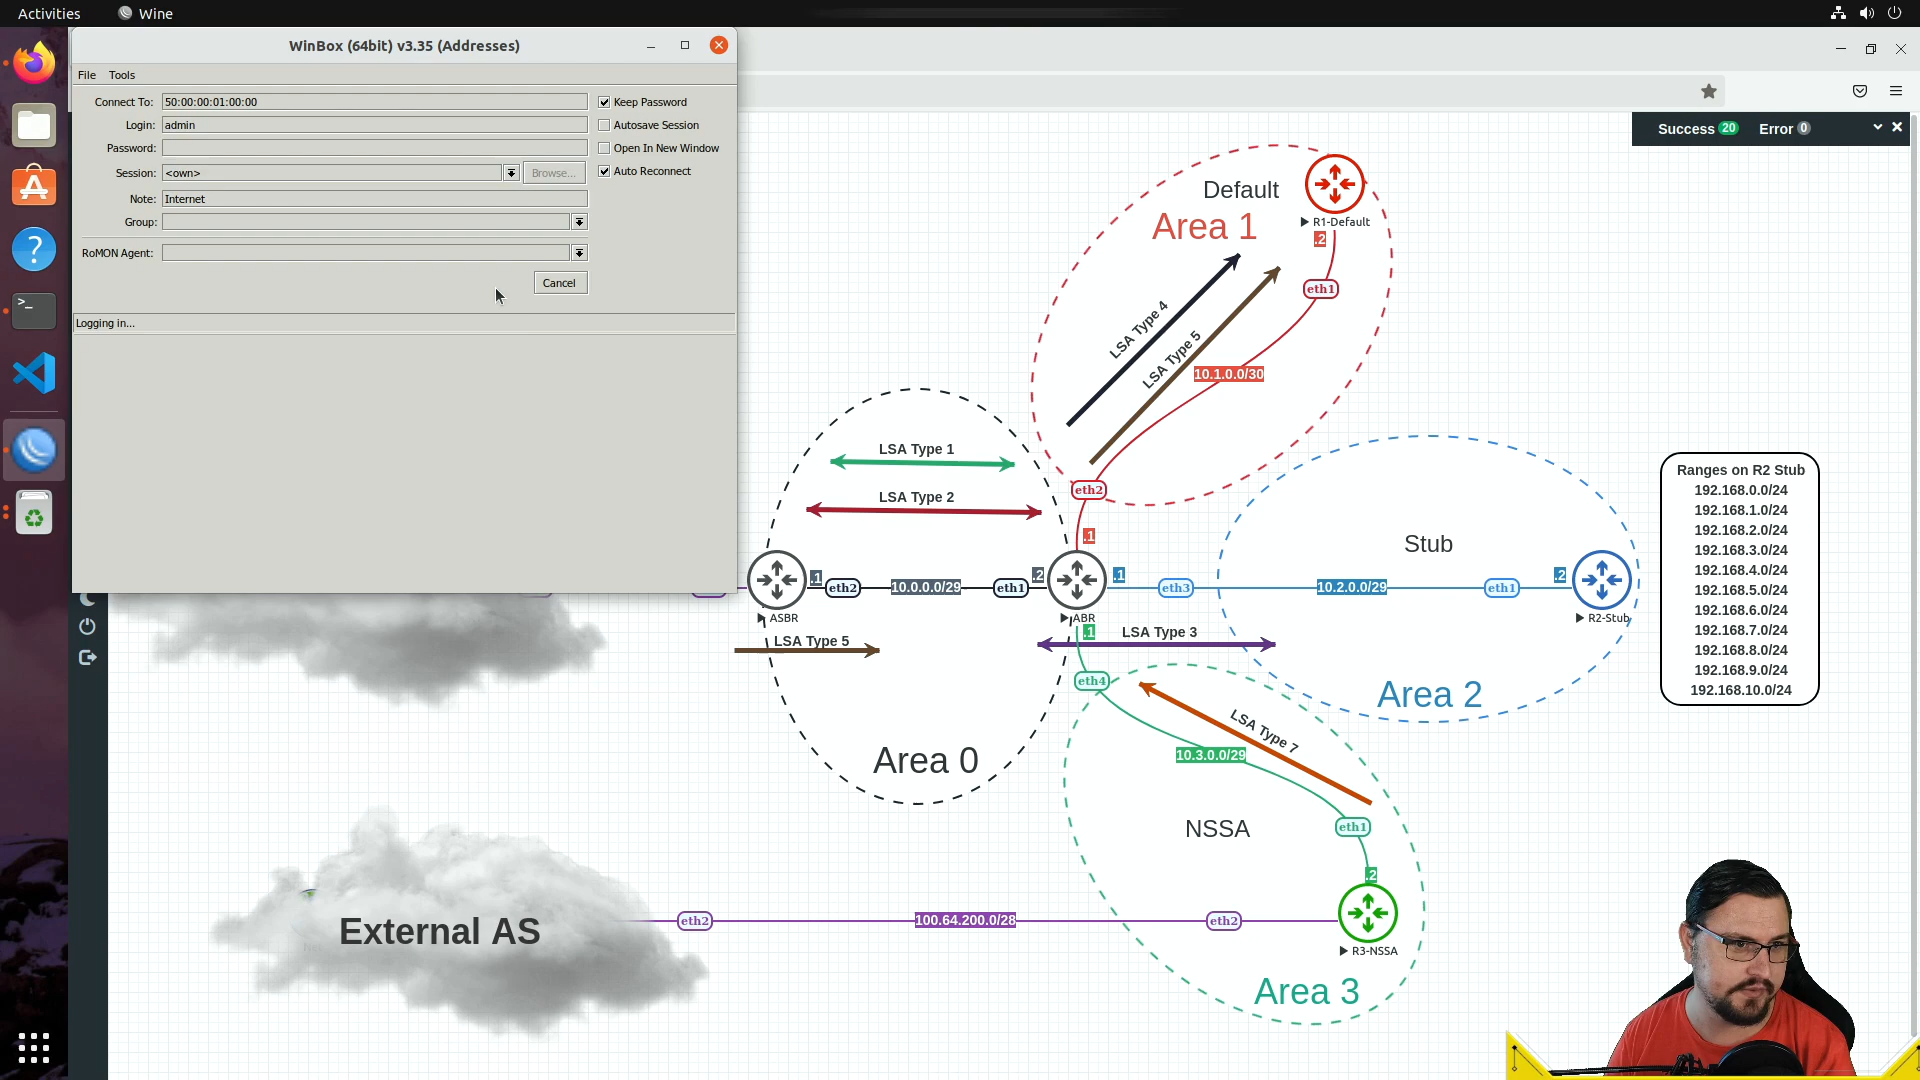 Activities
Wine
WinBox (64bit) v3.35 (Addresses)
File Tools
Connect To: 50:00:00:01:00:00
Keep Password
Login: admin
Autosave Session
Password:
Open In New Window
Session: <own>
Browse...
Auto Reconnect
Note: Internet
Group:
RoMON Agent:
Cancel
Logging in...
Success 20 Error 0
Default
Area 1
R1-Default
.2
eth1
LSA Type 4
LSA Type 5
10.1.0.0/30
eth2
.1
LSA Type 1
LSA Type 2
.1
eth2
10.0.0.0/29
eth1
.2
ASBR
ABR
LSA Type 5
Area 0
.1
eth3
10.2.0.0/29
eth1
.2
Stub
R2-Stub
Area 2
LSA Type 3
Ranges on R2 Stub
192.168.0.0/24
192.168.1.0/24
192.168.2.0/24
192.168.3.0/24
192.168.4.0/24
192.168.5.0/24
192.168.6.0/24
192.168.7.0/24
192.168.8.0/24
192.168.9.0/24
192.168.10.0/24
.1
eth4
LSA Type 7
10.3.0.0/29
NSSA
eth1
.2
R3-NSSA
Area 3
External AS
eth2
100.64.200.0/28
eth2